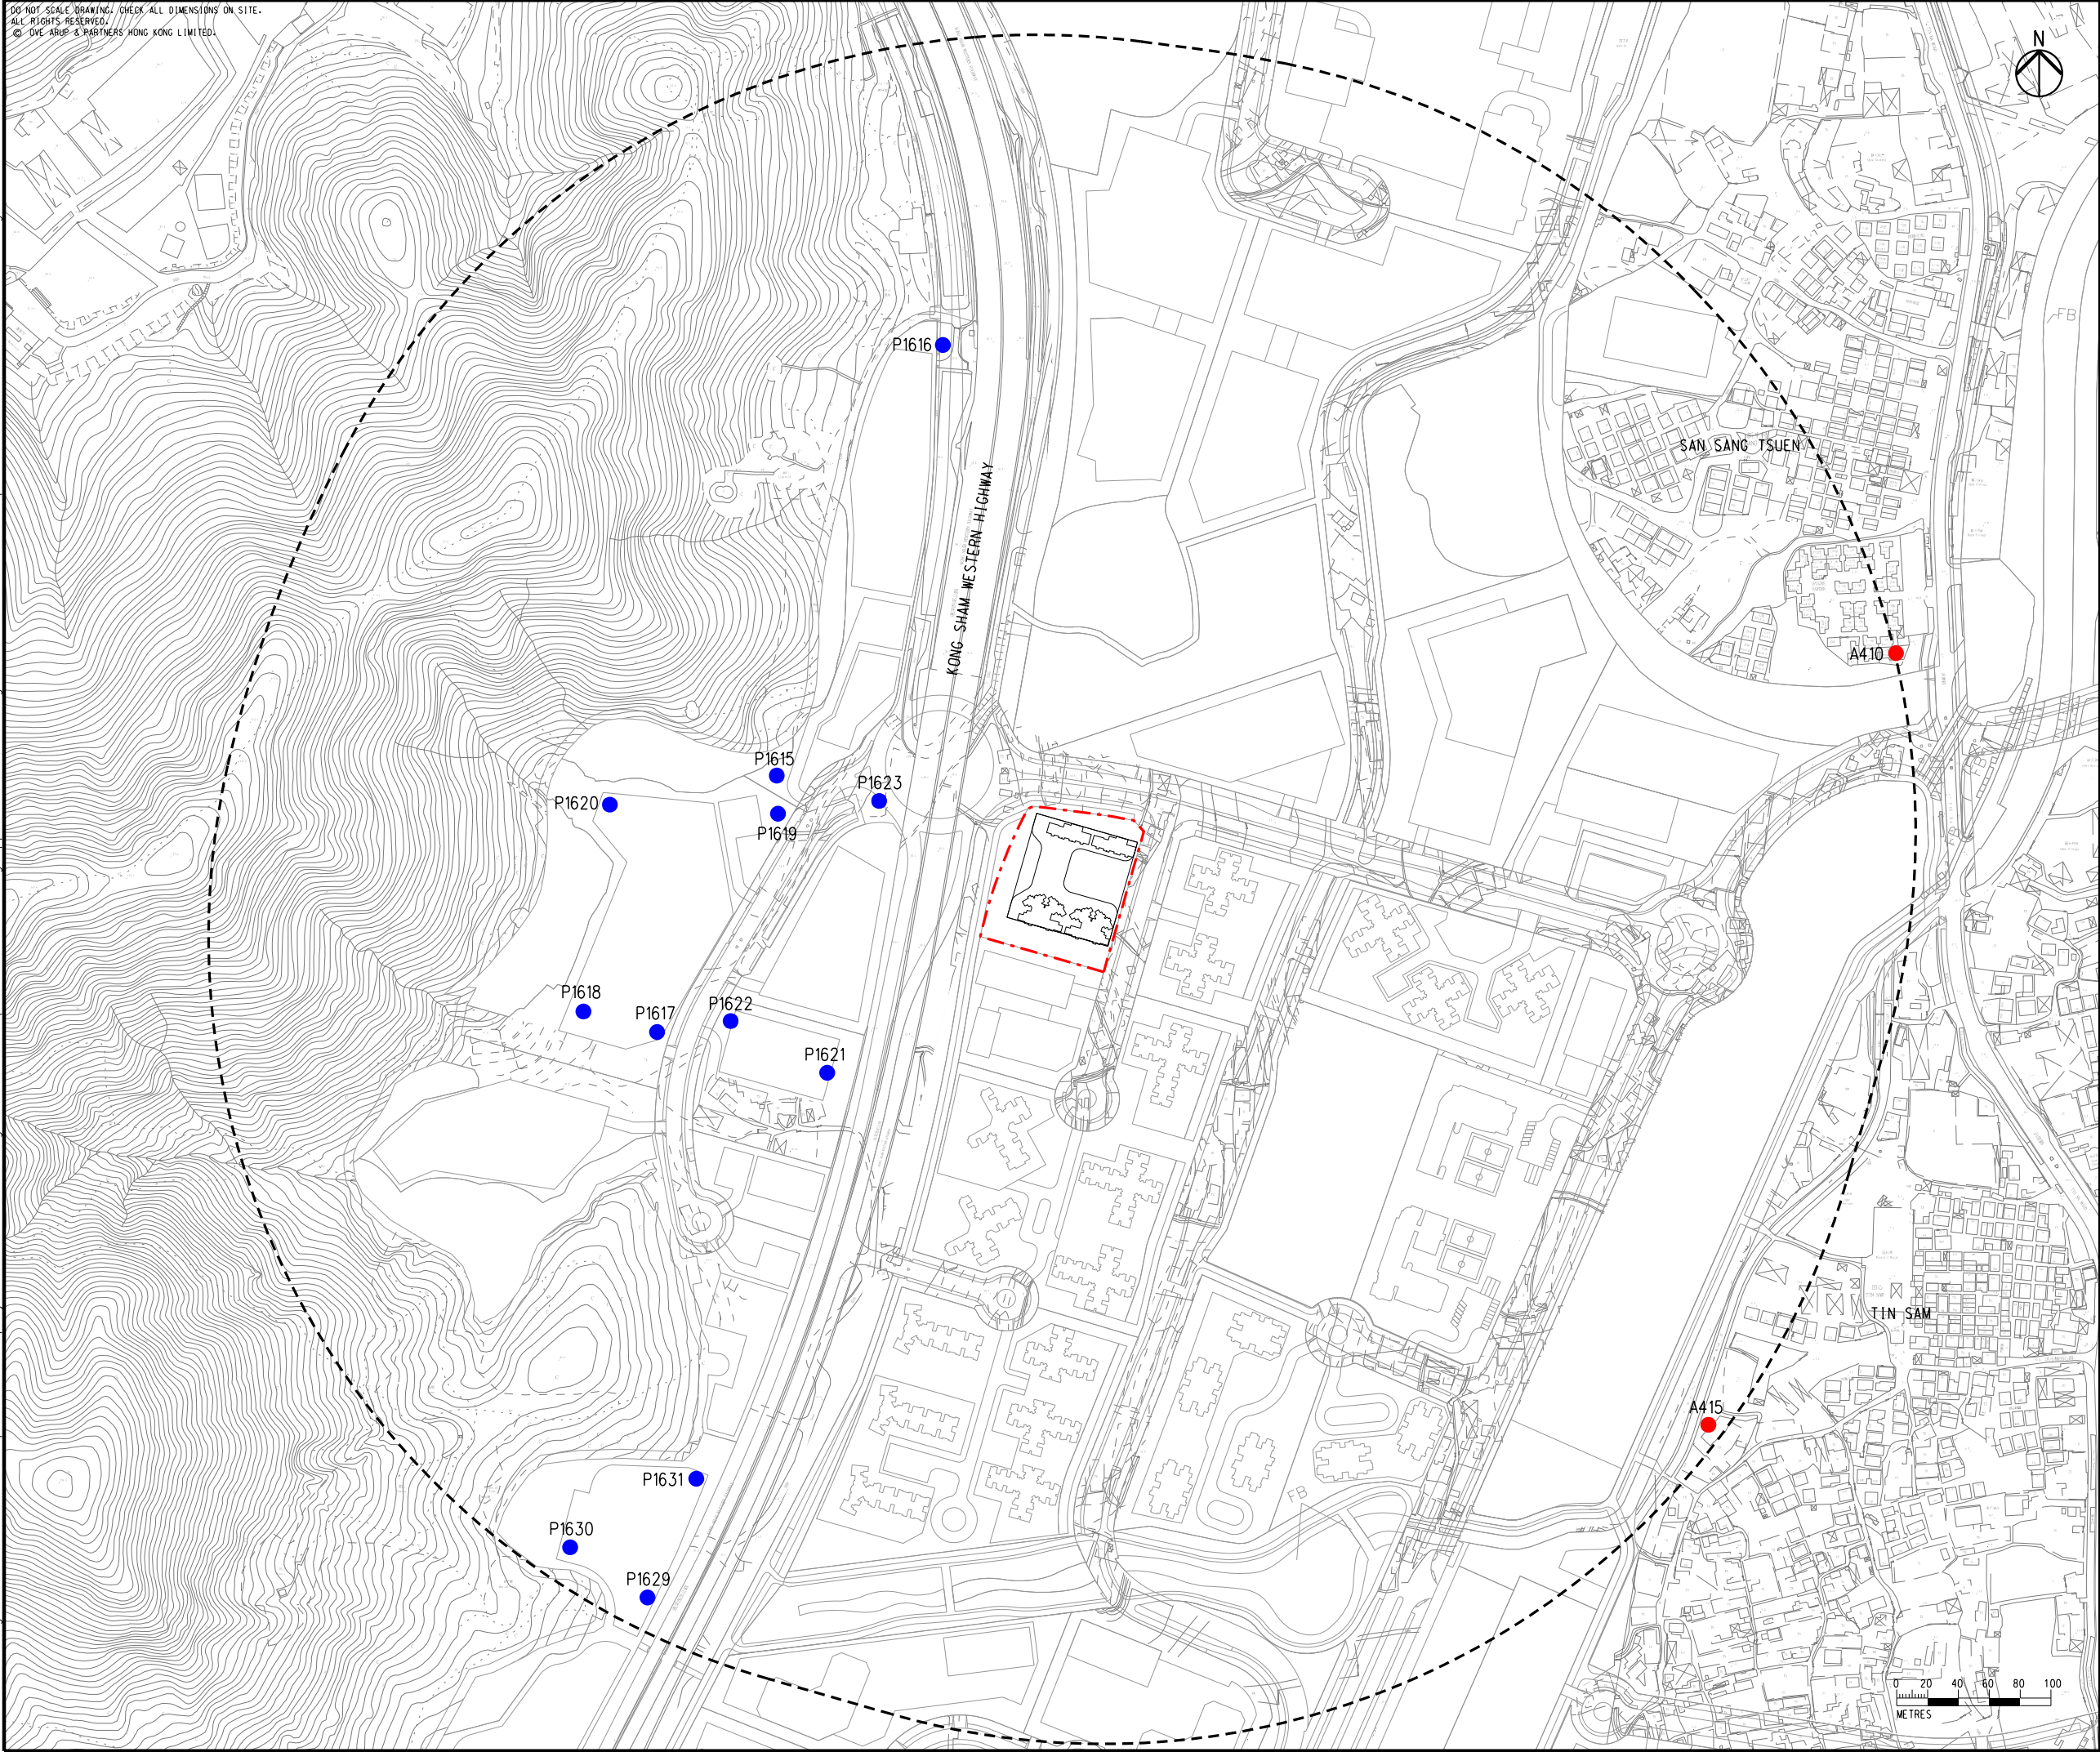 DO NOT SCALE DRAWING. CHECK ALL DIMENSIONS ON SITE.
ALL RIGHTS RESERVED.
© OVE ARUP & PARTNERS HONG KONG LIMITED.
N
FB
P1616
SAN SANG TSUEN
KONG SHAM WESTERN HIGHWAY
A410
P1615
P1623
P1620
P1619
FB
FB
P1618
P1617
P1622
P1621
TIN SAM
A415
P1631
FB
P1630
P1629
0 20 40 60 80 100
METRES